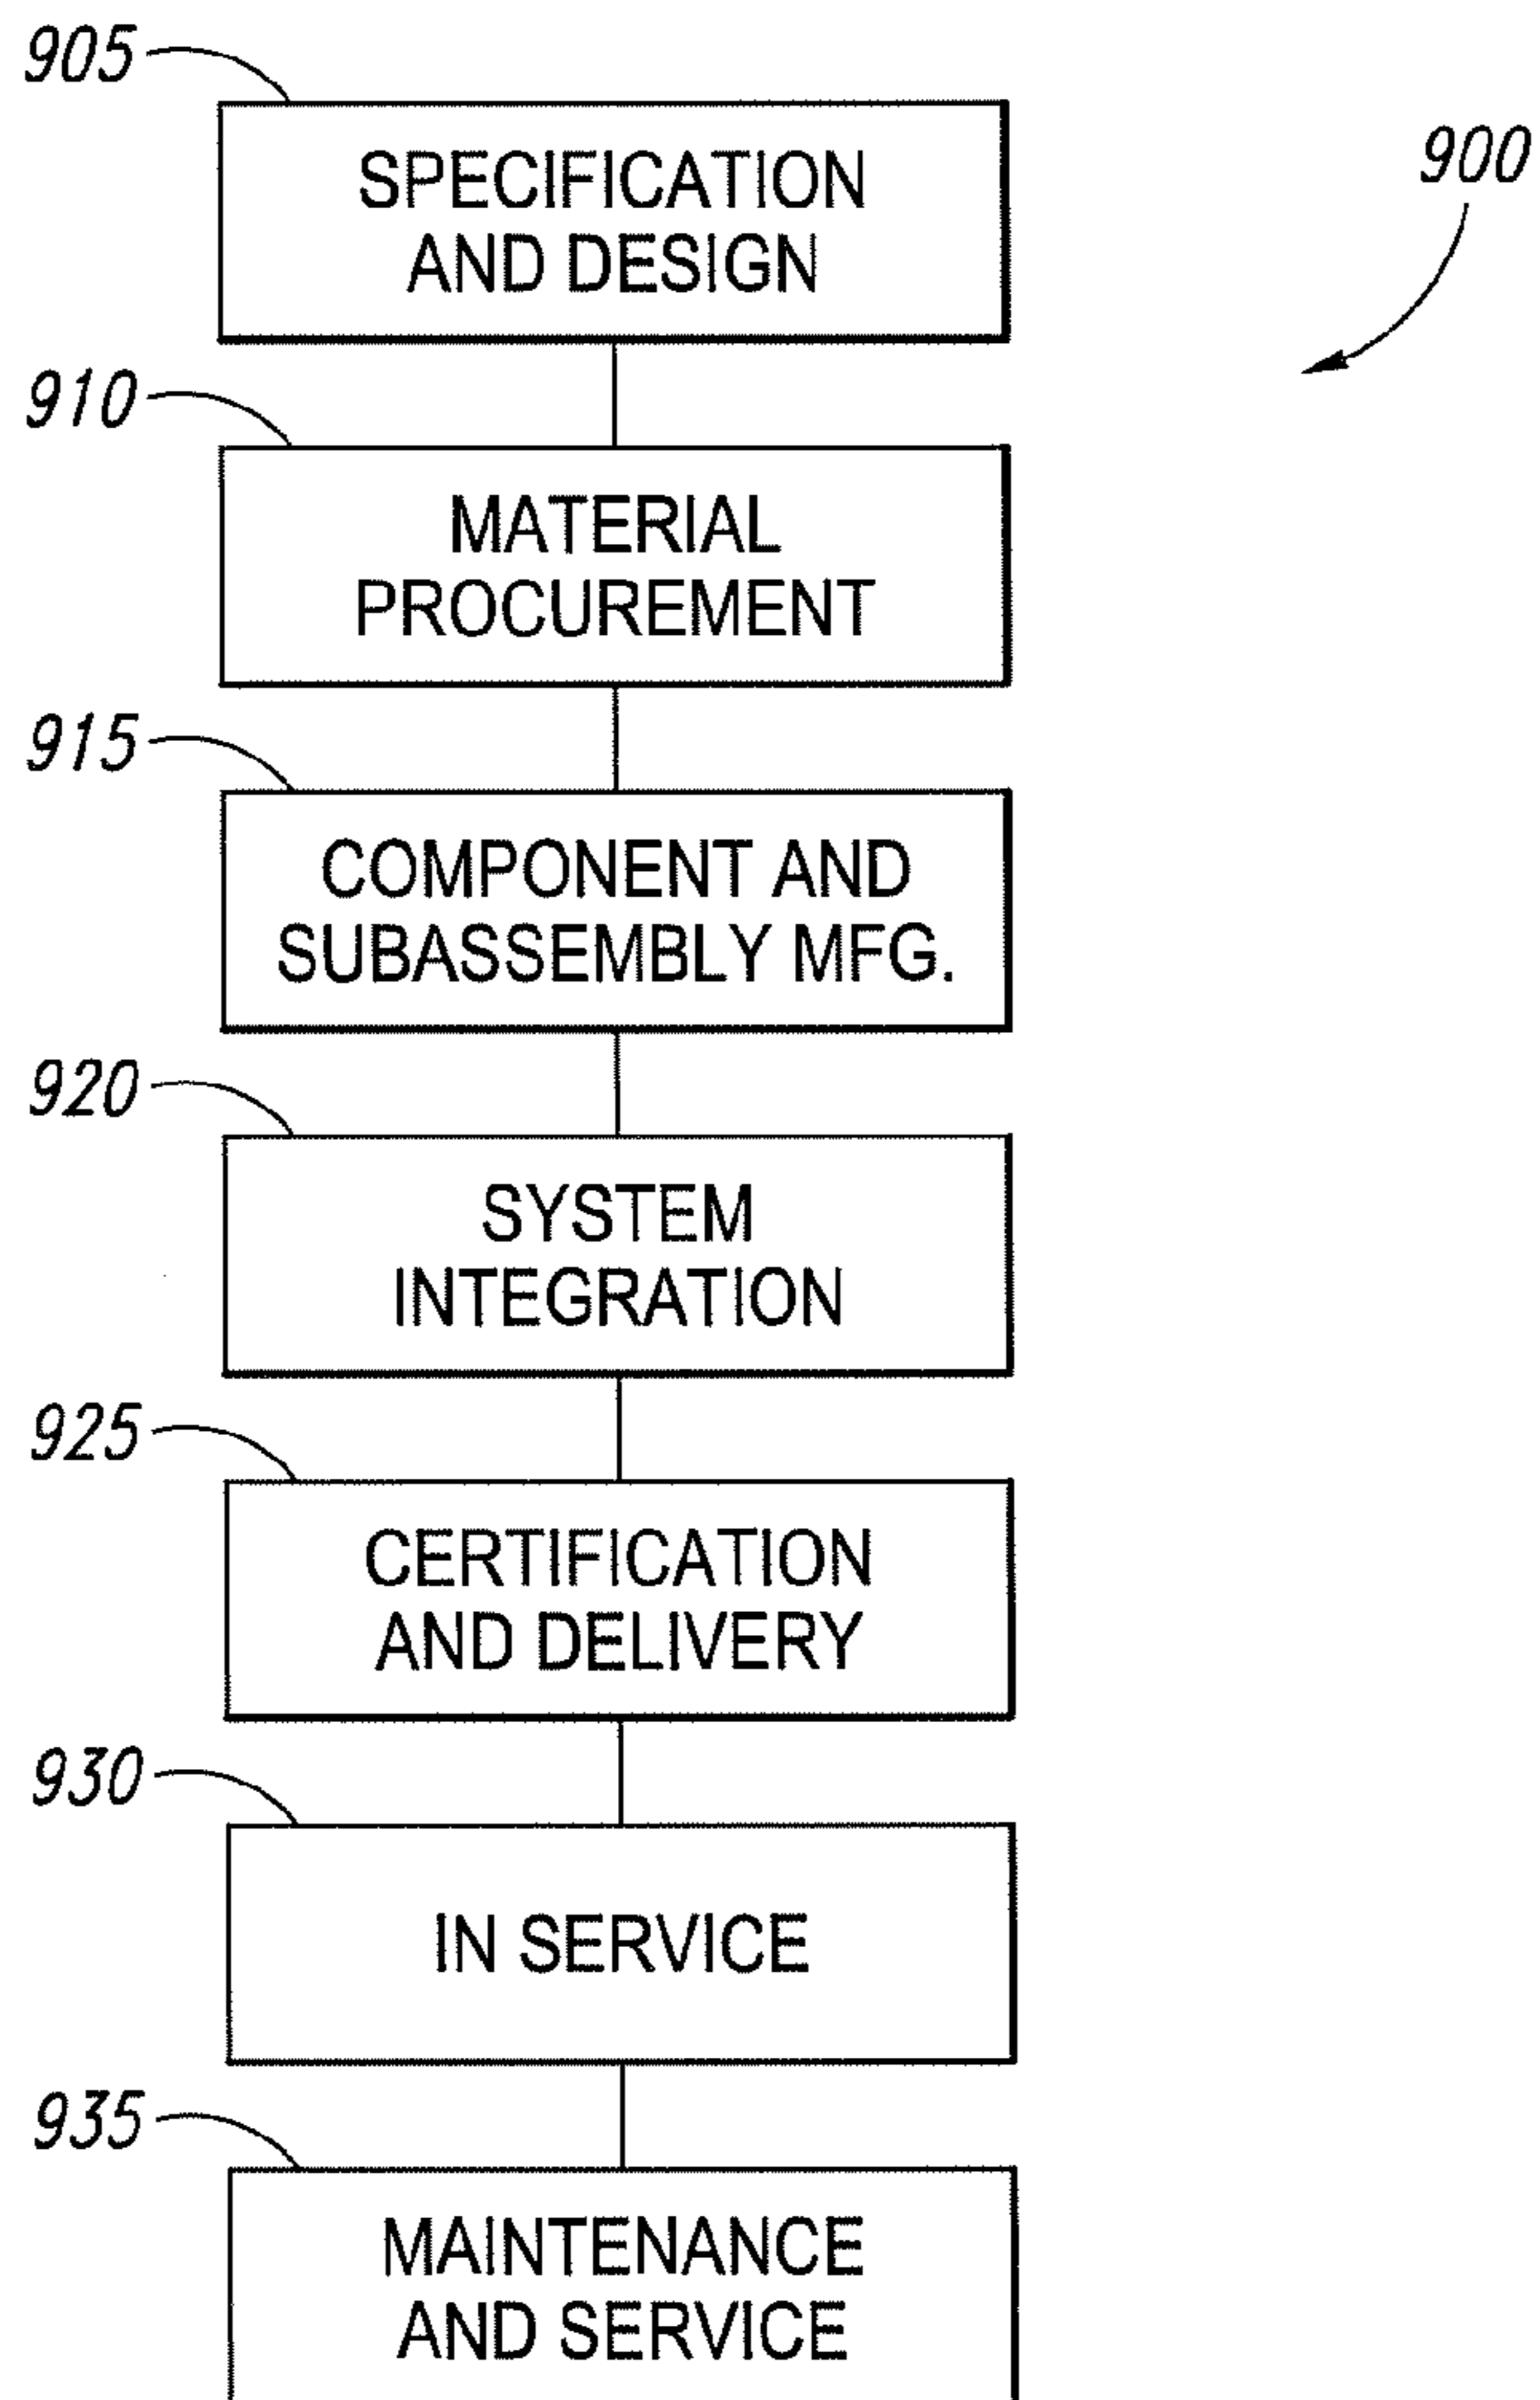 905
SPECIFICATION
AND DESIGN
900
910
MATERIAL
PROCUREMENT
915
COMPONENT AND
SUBASSEMBLY MFG.
920
SYSTEM
INTEGRATION
925
CERTIFICATION
AND DELIVERY
930
IN SERVICE
935
MAINTENANCE
AND SERVICE